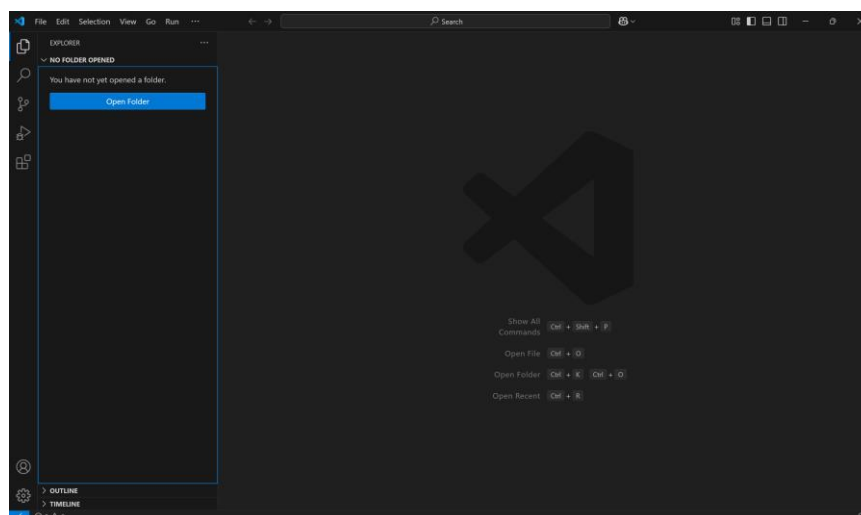 File Edit Selection View Go Run ...
Search
EXPLORER ...
NO FOLDER OPENED
You have not yet opened a folder.
Open Folder
Show All
Commands Ctrl + Shift + P
Open File Ctrl + O
Open Folder Ctrl + K Ctrl + O
Open Recent Ctrl + R
OUTLINE
TIMELINE